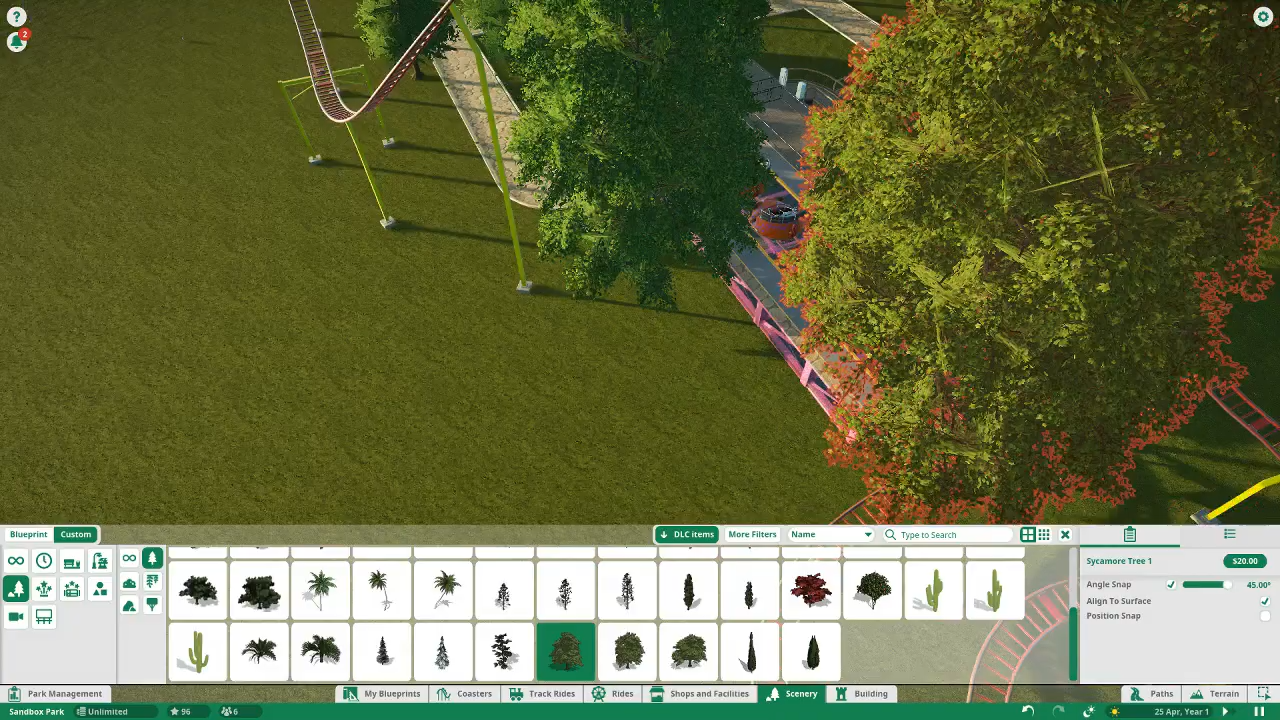 ?
2
Blueprint
Custom
DLC items
More Filters
Name
Type to Search
Sycamore Tree 1
$20.00
Angle Snap
45.00°
Align To Surface
Position Snap
Park Management
My Blueprints
Coasters
Track Rides
Rides
Shops and Facilities
Scenery
Building
Paths
Terrain
Sandbox Park
Unlimited
96
6
25 Apr, Year 1